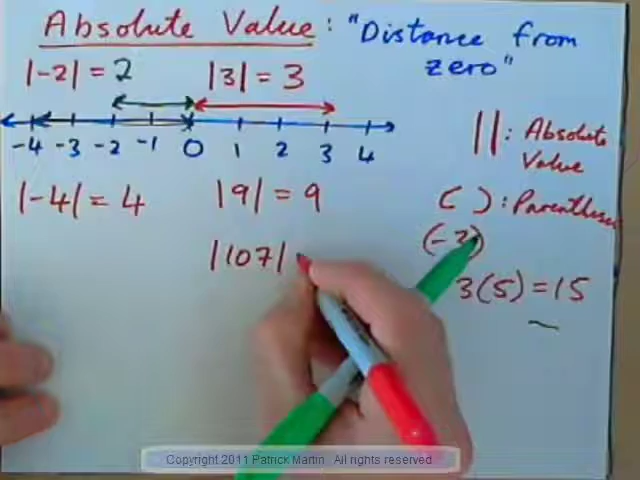 Absolute Value: "Distance from zero"
|-2| = 2
|3| = 3
-4 -3 -2 -1 0 1 2 3 4
|-4| = 4
|9| = 9
|107|
| |: Absolute Value
( ): Parentheses
(-2)
3(5) = 15
Copyright 2011 Patrick Martin All rights reserved